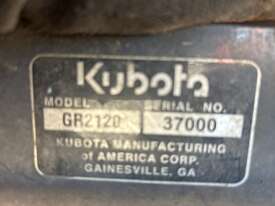 Kubota
MODEL SERIAL NO.
GR2120 37000
KUBOTA MANUFACTURING
of AMERICA CORP.
GAINESVILLE, GA